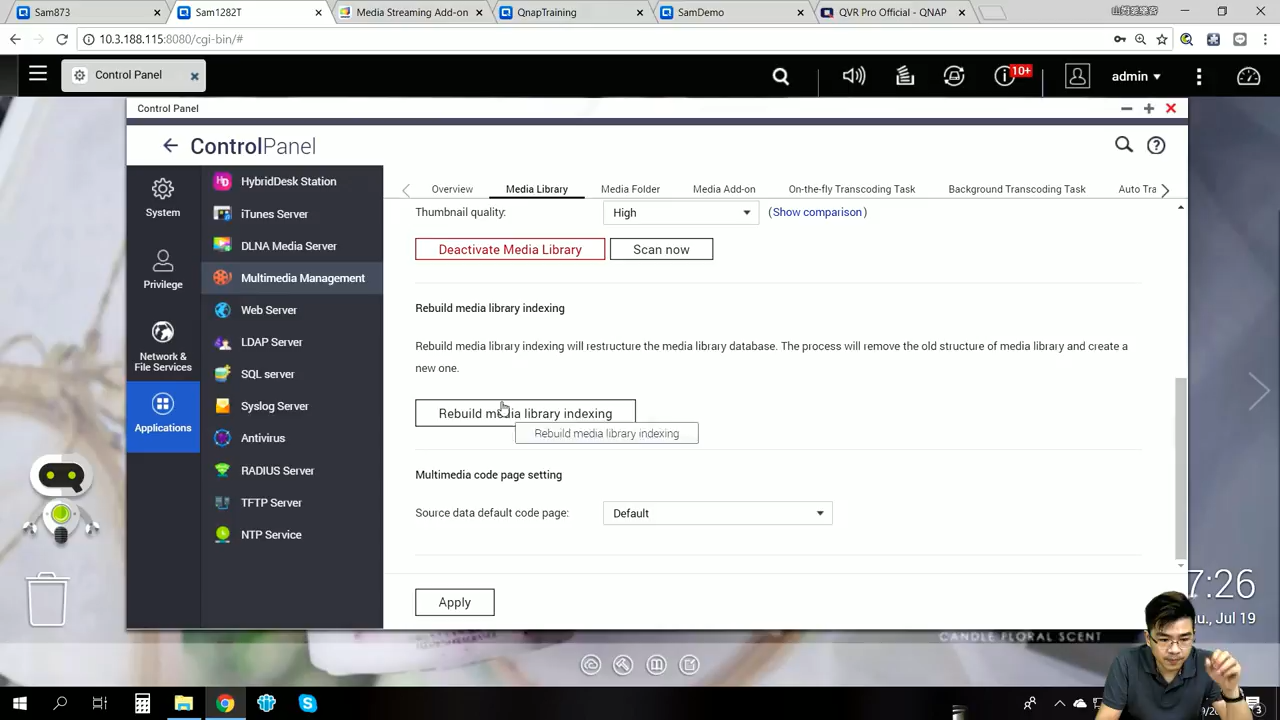 Sam873
Sam1282T
Media Streaming Add-on
QnapTraining
SamDemo
QVR Pro Official - QNAP
10.3.188.115:8080/cgi-bin/#
Control Panel
10+
admin
Control Panel
ControlPanel
System
Privilege
Network &
File Services
Applications
HybridDesk Station
iTunes Server
DLNA Media Server
Multimedia Management
Web Server
LDAP Server
SQL server
Syslog Server
Antivirus
RADIUS Server
TFTP Server
NTP Service
Overview
Media Library
Media Folder
Media Add-on
On-the-fly Transcoding Task
Background Transcoding Task
Auto Tra
Thumbnail quality:
High
(Show comparison)
Deactivate Media Library
Scan now
Rebuild media library indexing
Rebuild media library indexing will restructure the media library database. The process will remove the old structure of media library and create a
new one.
Rebuild media library indexing
Rebuild media library indexing
Multimedia code page setting
Source data default code page:
Default
Apply
7:26
u., Jul 19
CANDLE FLORAL SCENT
3